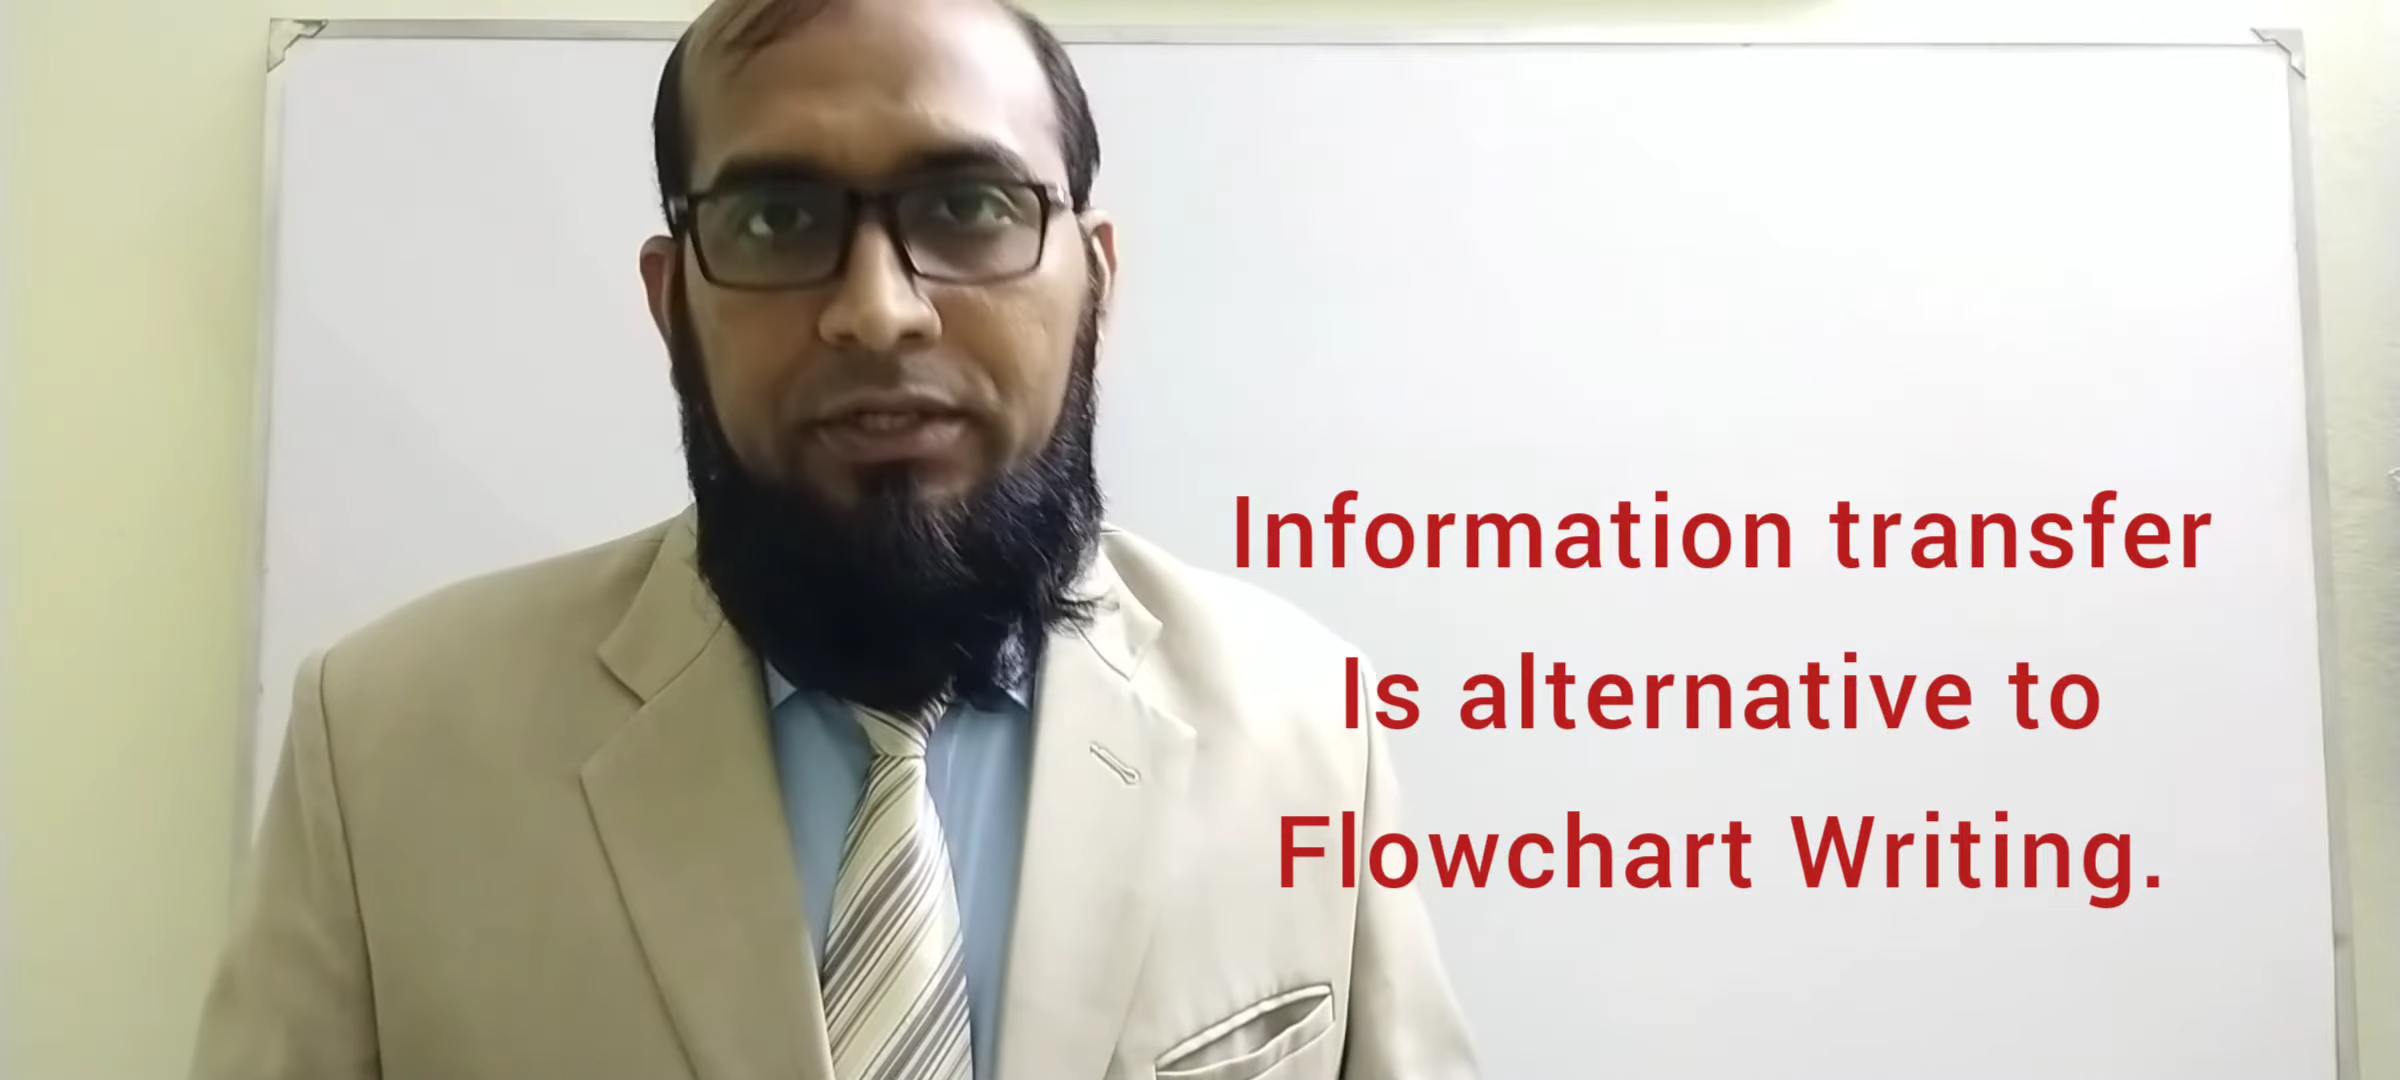 Information transfer
Is alternative to
Flowchart Writing.